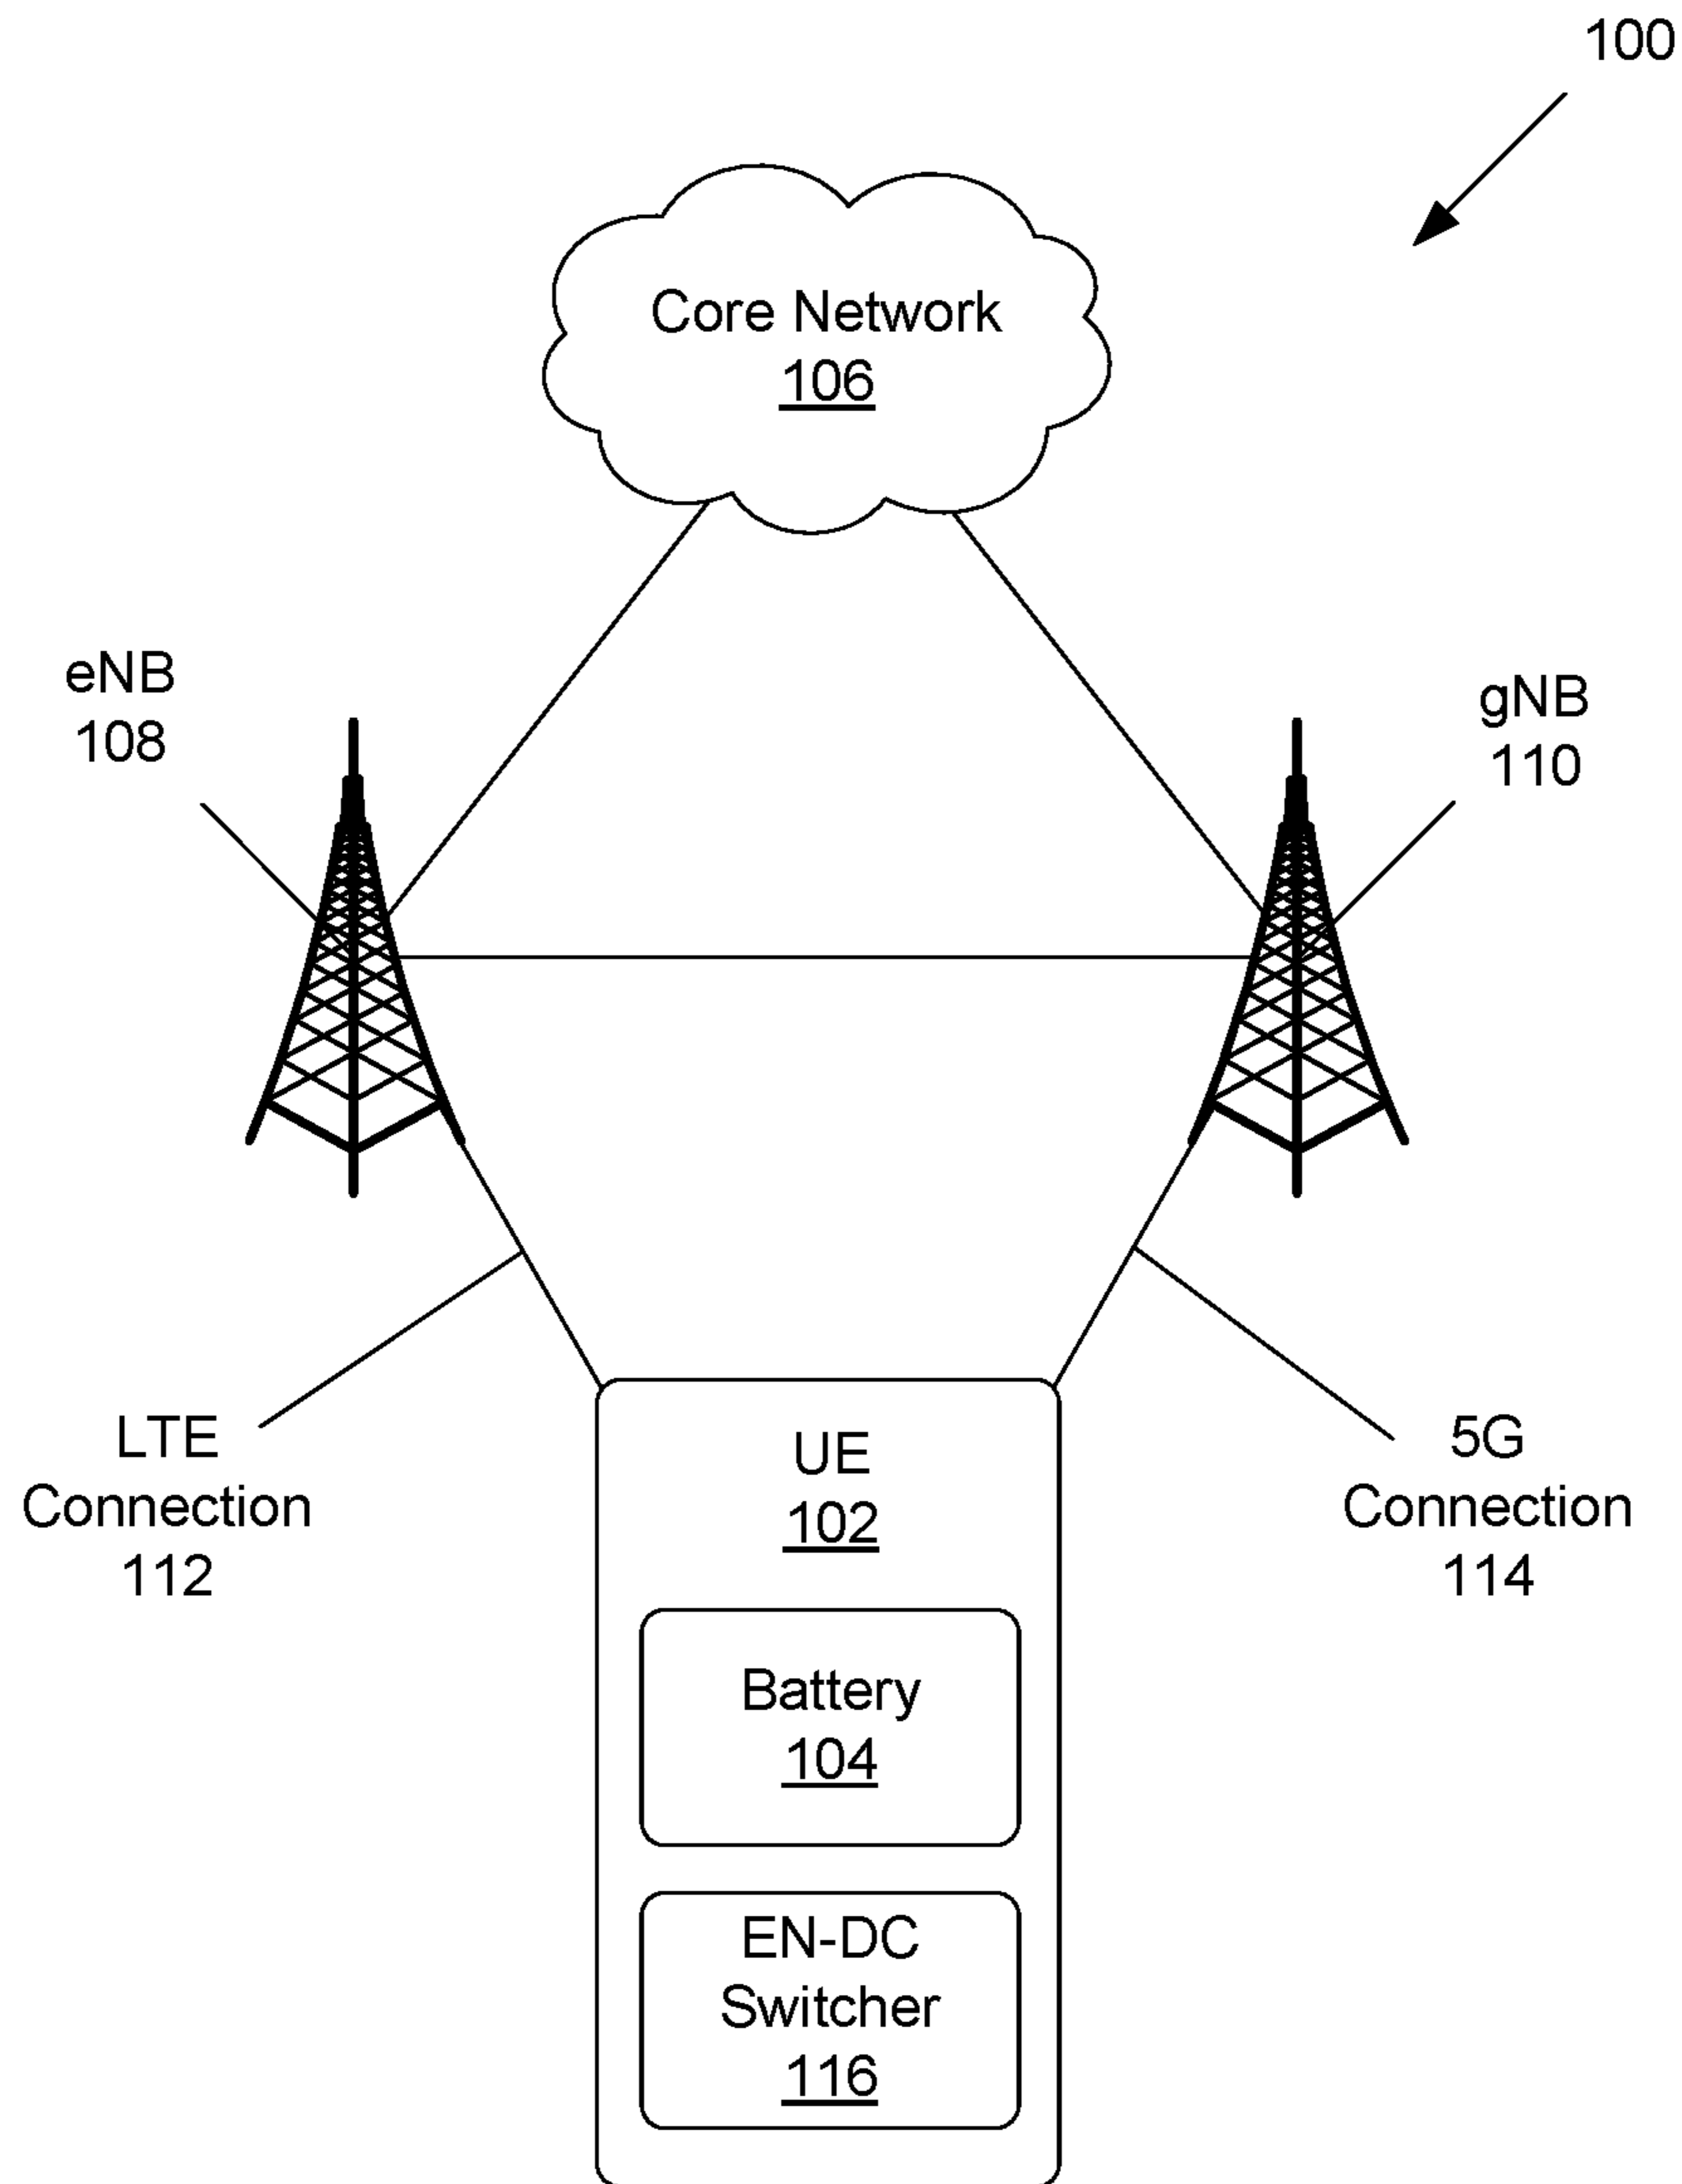 100
Core Network
106
eNB
108
gNB
110
LTE
Connection
112
5G
Connection
114
UE
102
Battery
104
EN-DC
Switcher
116